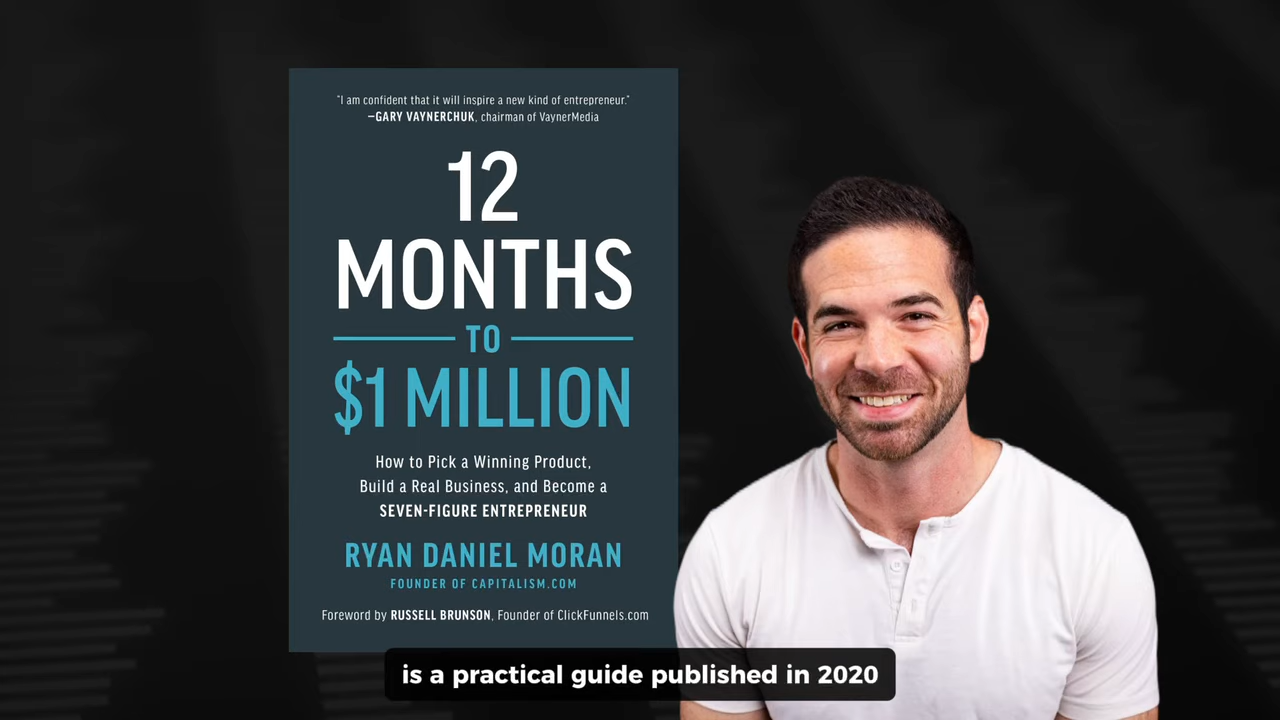 "I am confident that it will inspire a new kind of entrepreneur."
—GARY VAYNERCHUK, chairman of VaynerMedia
12
MONTHS
TO
$1 MILLION
How to Pick a Winning Product,
Build a Real Business, and Become a
SEVEN-FIGURE ENTREPRENEUR
RYAN DANIEL MORAN
FOUNDER OF CAPITALISM.COM
Foreword by RUSSELL BRUNSON, Founder of ClickFunnels.com
is a practical guide published in 2020